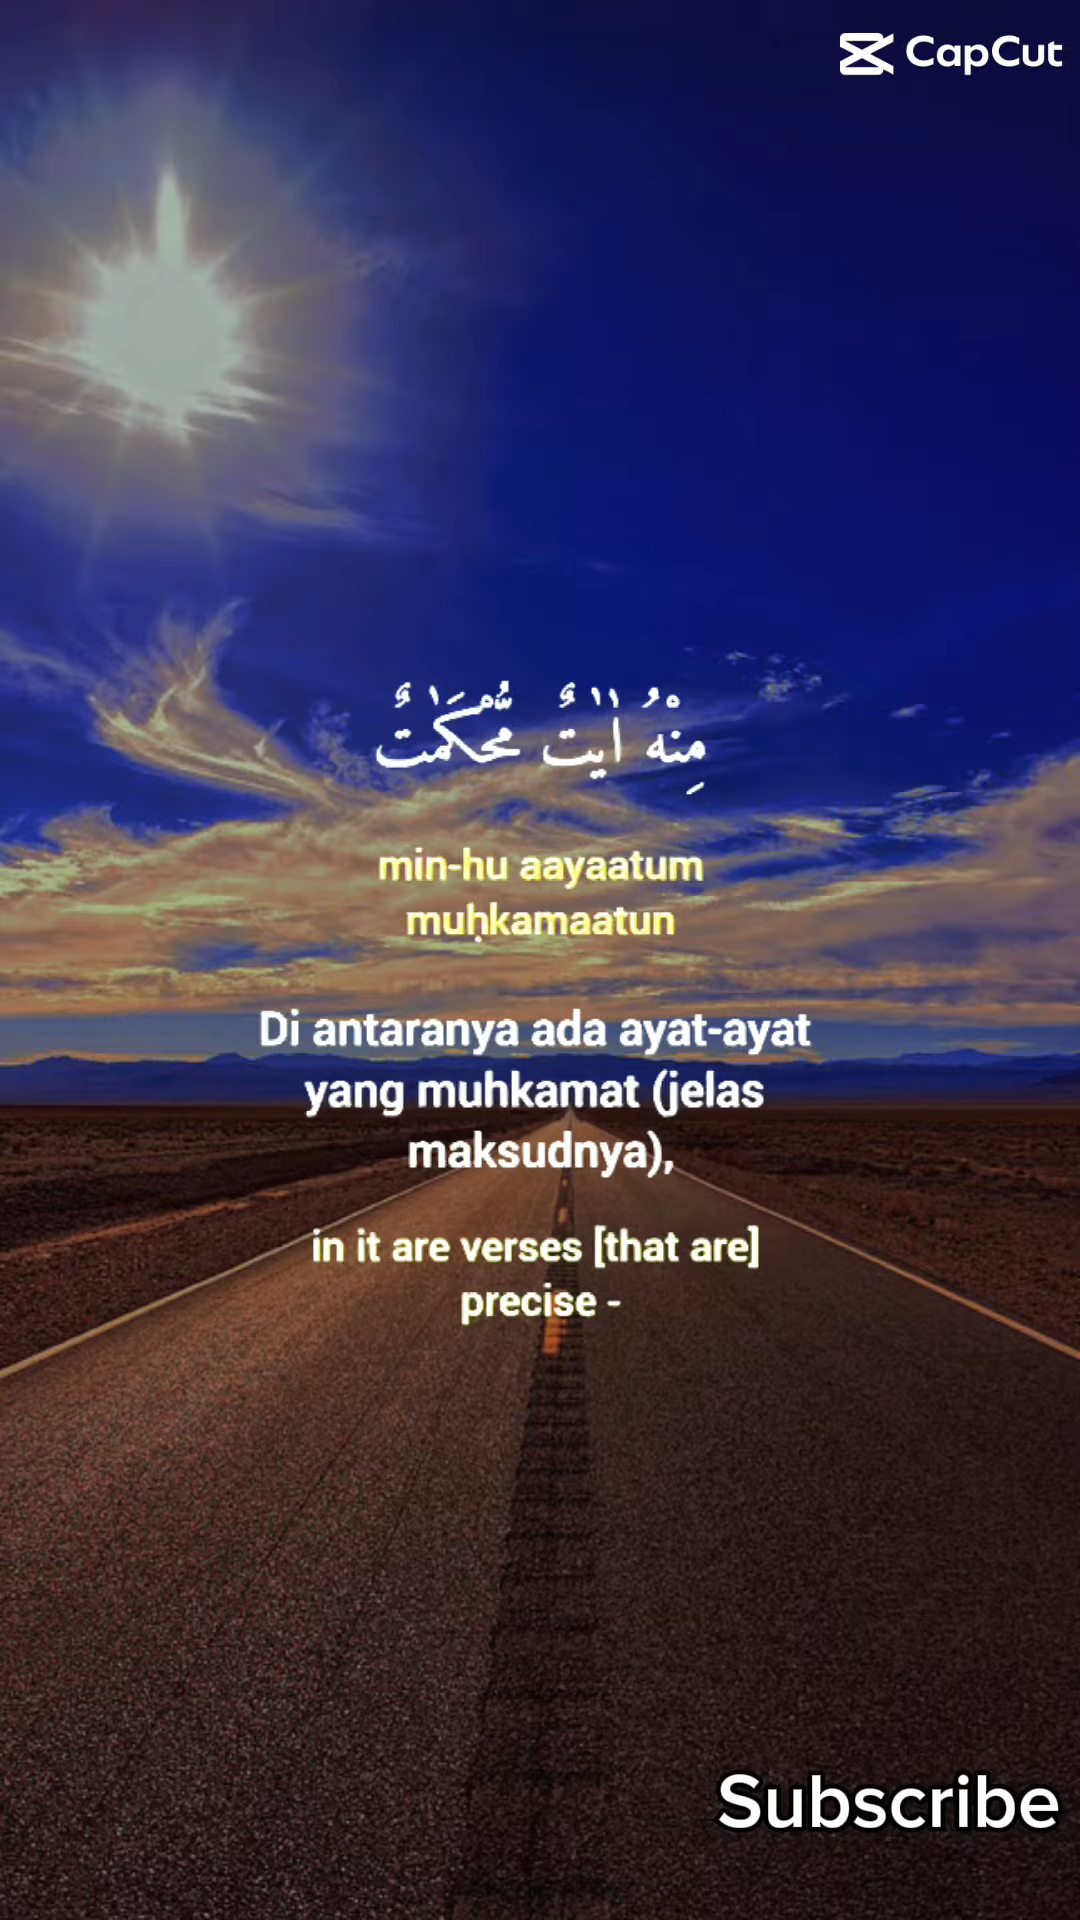 CapCut
مِنْهُ اٰيٰتٌ مُّحْكَمٰتٌ
min-hu aayaatum
muḥkamaatun
Di antaranya ada ayat-ayat
yang muhkamat (jelas
maksudnya),
in it are verses [that are]
precise -
Subscribe